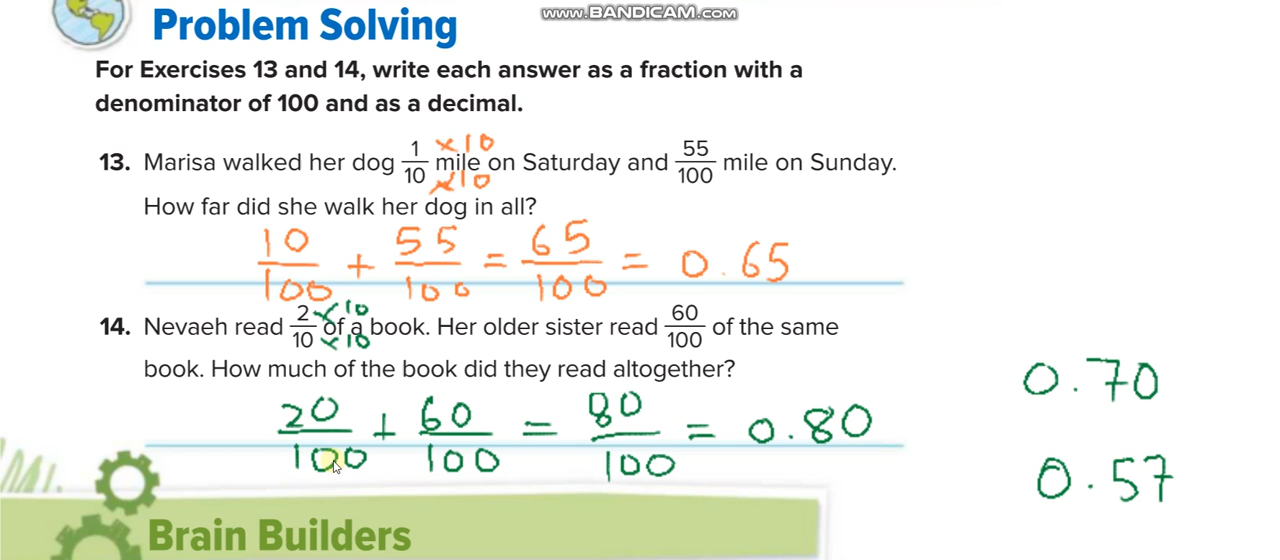 www.BANDICAM.com
Problem Solving
For Exercises 13 and 14, write each answer as a fraction with a
denominator of 100 and as a decimal.
×10
13. Marisa walked her dog 1/10 mile on Saturday and 55/100 mile on Sunday.
×10
How far did she walk her dog in all?
10/100 + 55/100 = 65/100 = 0.65
×10
14. Nevaeh read 2/10 of a book. Her older sister read 60/100 of the same
×10
book. How much of the book did they read altogether?
0.70
20/100 + 60/100 = 80/100 = 0.80
0.57
Brain Builders